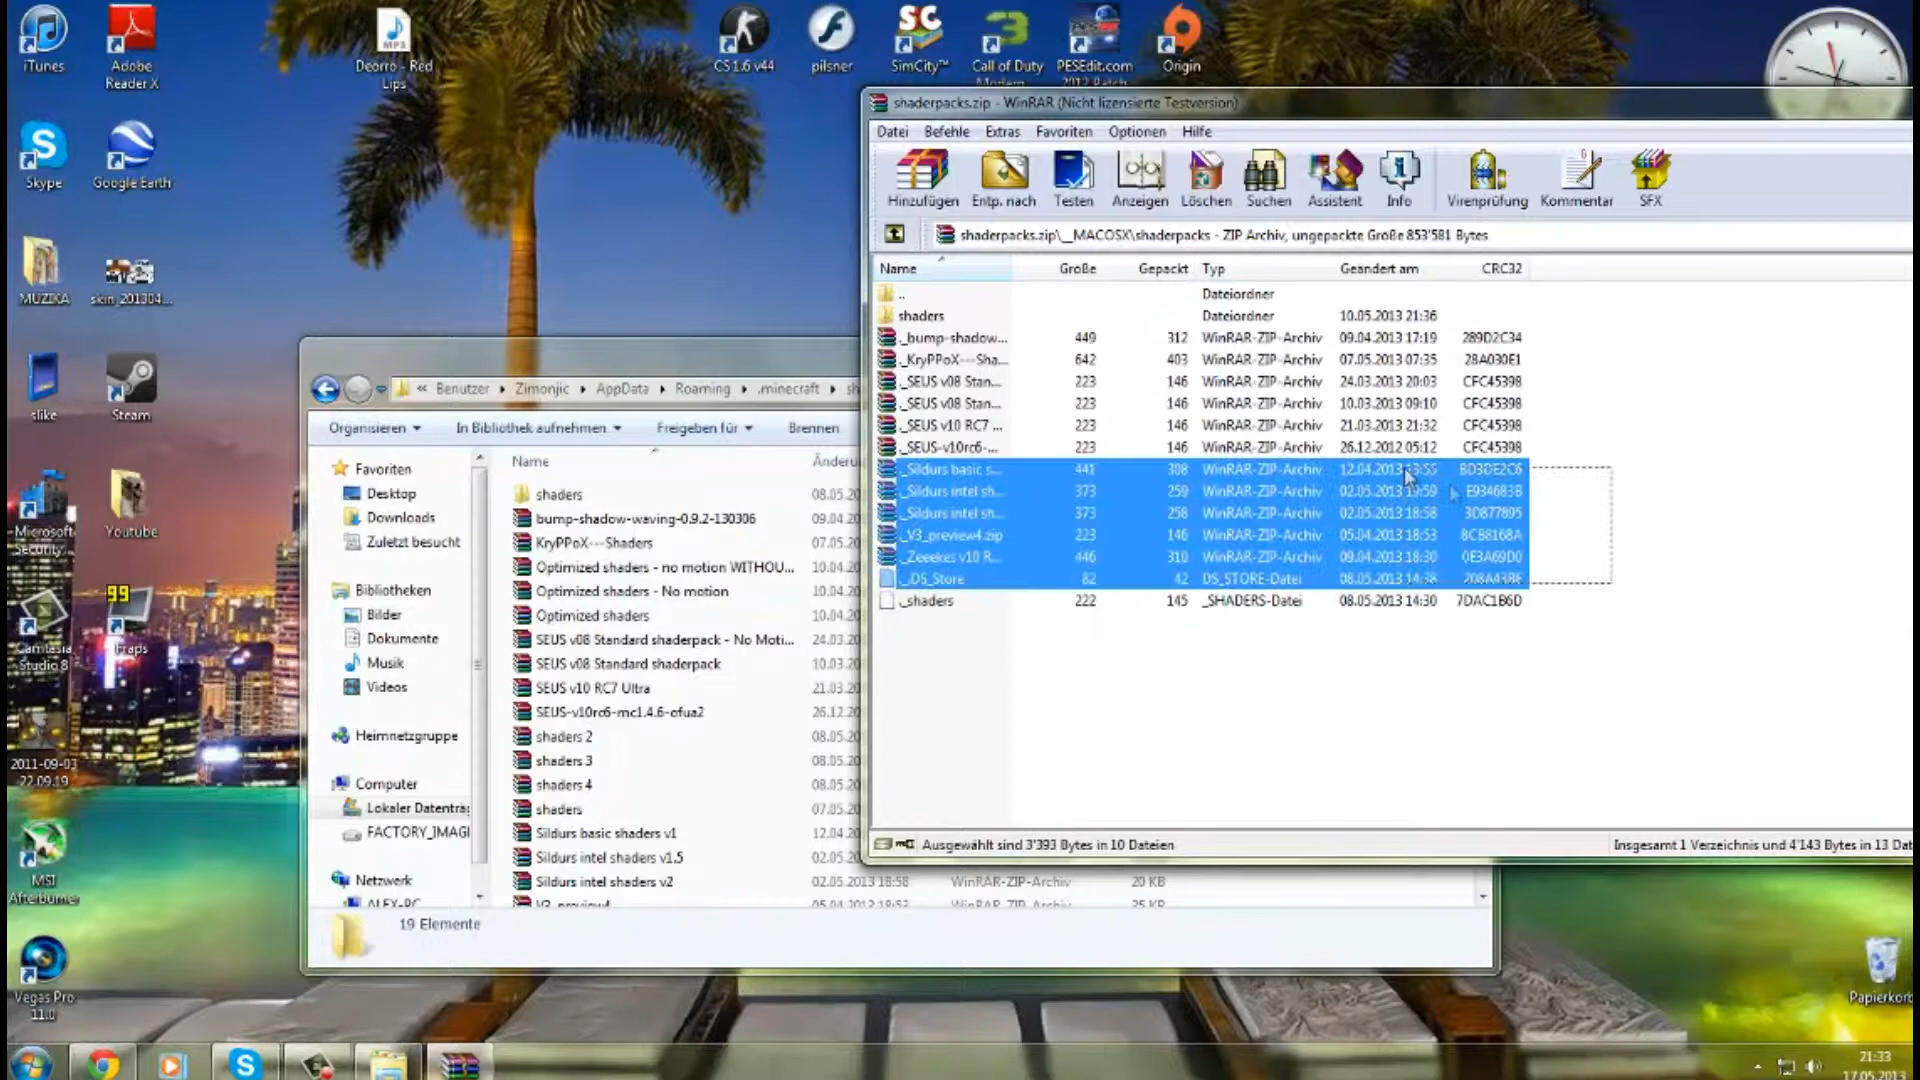 iTunes
Adobe
Reader X
Deorro - Red
Lips
CS 1.6 v44
pilsner
SimCity™
Call of Duty
Modern
PESEdit.com
2012 Patch
Origin
Skype
Google Earth
MUZIKA
skin_201304...
slike
Steam
Microsoft
Security...
Youtube
99
Camtasia
Studio 8
Fraps
2011-09-03
22.09.19
MSI
Afterburner
Vegas Pro
11.0
Papierkorb
shaderpacks.zip - WinRAR (Nicht lizensierte Testversion)
Datei Befehle Extras Favoriten Optionen Hilfe
Hinzufügen Entp. nach Testen Anzeigen Löschen Suchen Assistent Info Virenprüfung Kommentar SFX
shaderpacks.zip\__MACOSX\shaderpacks - ZIP Archiv, ungepackte Größe 853'581 Bytes
Name Größe Gepackt Typ Geändert am CRC32
.. Dateiordner
shaders Dateiordner 10.05.2013 21:36
._bump-shadow... 449 312 WinRAR-ZIP-Archiv 09.04.2013 17:19 289D2C34
._KryPPoX---Sha... 642 403 WinRAR-ZIP-Archiv 07.05.2013 07:35 28A030E1
._SEUS v08 Stan... 223 146 WinRAR-ZIP-Archiv 24.03.2013 20:03 CFC45398
._SEUS v08 Stan... 223 146 WinRAR-ZIP-Archiv 10.03.2013 09:10 CFC45398
._SEUS v10 RC7 ... 223 146 WinRAR-ZIP-Archiv 21.03.2013 21:32 CFC45398
._SEUS-v10rc6-... 223 146 WinRAR-ZIP-Archiv 26.12.2012 05:12 CFC45398
._Sildurs basic s... 441 308 WinRAR-ZIP-Archiv 12.04.2013 13:55 BD3DE2C6
._Sildurs intel sh... 373 259 WinRAR-ZIP-Archiv 02.05.2013 E934683B
._Sildurs intel sh... 373 258 WinRAR-ZIP-Archiv 02.05.2013 18:58 3D877895
._V3_preview4.zip 223 146 WinRAR-ZIP-Archiv 05.04.2013 18:53 8CB8168A
._Zeeekes v10 R... 446 310 WinRAR-ZIP-Archiv 09.04.2013 18:30 0E3A69D0
._.DS_Store 82 42 DS_STORE-Datei 08.05.2013 14:38 208A43BE
._shaders 222 145 _SHADERS-Datei 08.05.2013 14:30 7DAC1B6D
Ausgewählt sind 3'393 Bytes in 10 Dateien
Insgesamt 1 Verzeichnis und 4'143 Bytes in 13 Dat
« Benutzer Zimonjic AppData Roaming .minecraft sh
Organisieren In Bibliothek aufnehmen Freigeben für Brennen
Favoriten
Desktop
Downloads
Zuletzt besucht
Bibliotheken
Bilder
Dokumente
Musik
Videos
Heimnetzgruppe
Computer
Lokaler Datenträg
FACTORY_IMAGE
Netzwerk
ALEX-PC
Name Änderu
shaders 08.05.20
bump-shadow-waving-0.9.2-130306 09.04.20
KryPPoX---Shaders 07.05.20
Optimized shaders - no motion WITHOU... 10.04.20
Optimized shaders - No motion 10.04.20
Optimized shaders 10.04.20
SEUS v08 Standard shaderpack - No Moti... 24.03.20
SEUS v08 Standard shaderpack 10.03.20
SEUS v10 RC7 Ultra 21.03.20
SEUS-v10rc6-mc1.4.6-ofua2 26.12.20
shaders 2 08.05.20
shaders 3 08.05.20
shaders 4 08.05.20
shaders 07.05.20
Sildurs basic shaders v1 12.04.20
Sildurs intel shaders v1.5 02.05.20
Sildurs intel shaders v2 02.05.2013 18:58 WinRAR-ZIP-Archiv 20 KB
V3_preview4 05.04.2013 18:53 WinRAR-ZIP-Archiv 25 KB
19 Elemente
21:33
17.05.2013